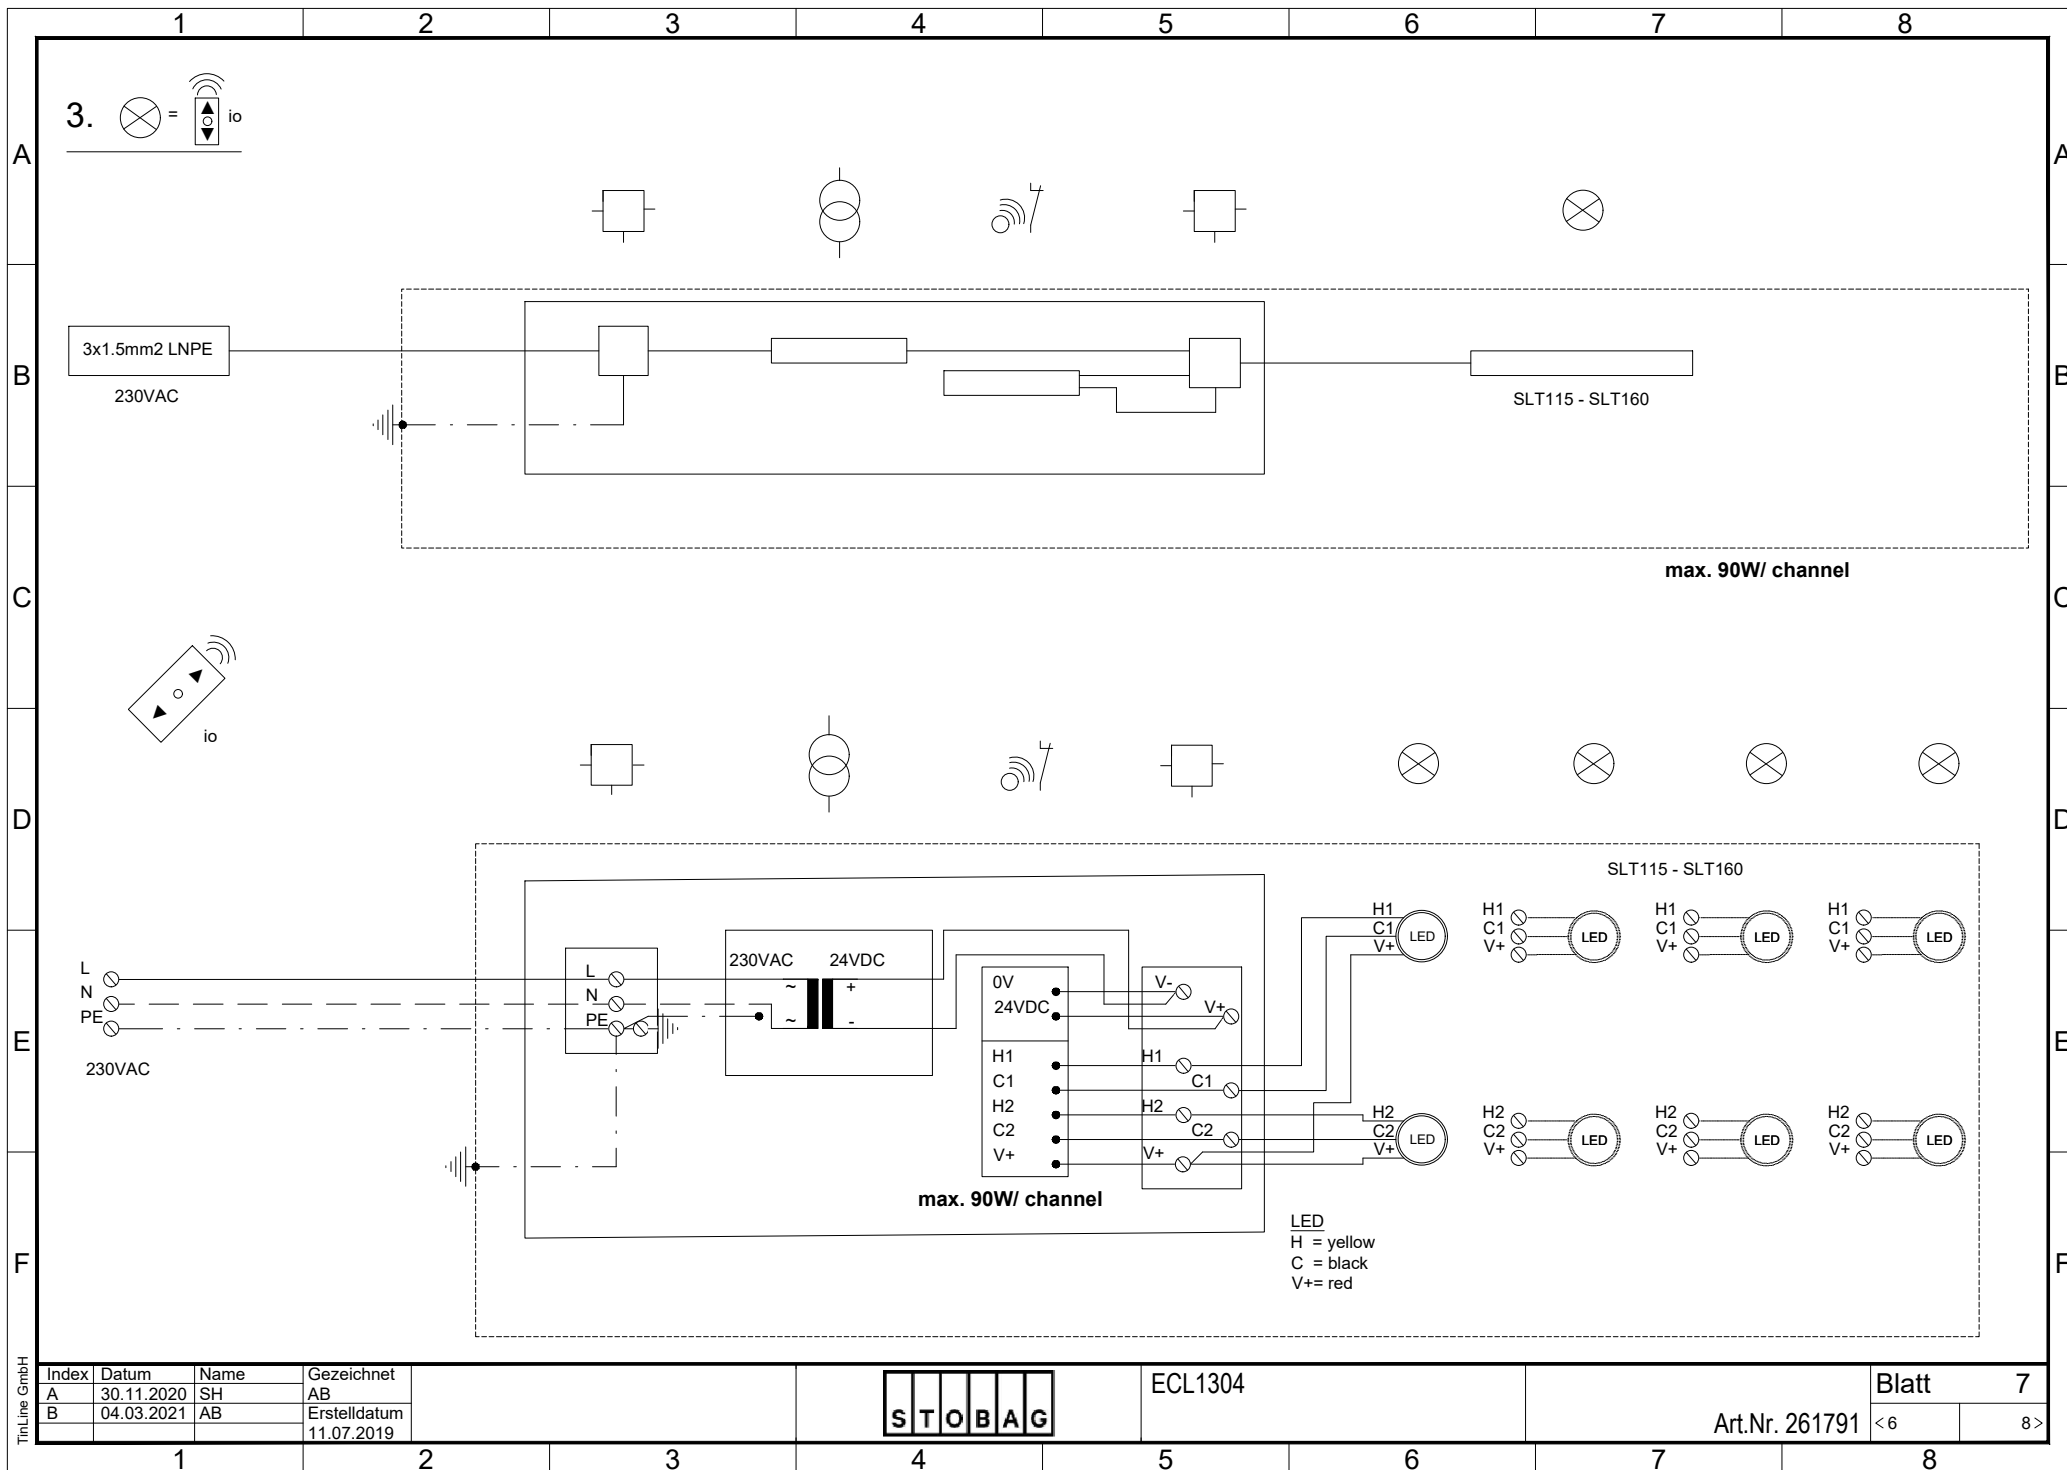 1 2 3 4 5 6 7 8
A A
3. = io
B B
3x1.5mm2 LNPE
230VAC
SLT115 - SLT160
max. 90W/ channel
C C
io
D D
SLT115 - SLT160
H1 H1 H1 H1
C1 C1 C1 C1
V+ V+ V+ V+
LED LED LED LED
230VAC 24VDC
L L
N N
PE PE
~ +
~ -
230VAC
0V V-
24VDC V+
E E
H1 H1
C1 C1
H2 H2
C2 C2
V+ V+
H2 H2 H2 H2
C2 C2 C2 C2
V+ V+ V+ V+
LED LED LED LED
max. 90W/ channel
LED
H = yellow
C = black
V+= red
F F
TinLine GmbH
Index Datum Name Gezeichnet
A 30.11.2020 SH AB
B 04.03.2021 AB Erstelldatum
11.07.2019
STOBAG
ECL1304
Art.Nr. 261791
Blatt 7
<6 8>
1 2 3 4 5 6 7 8